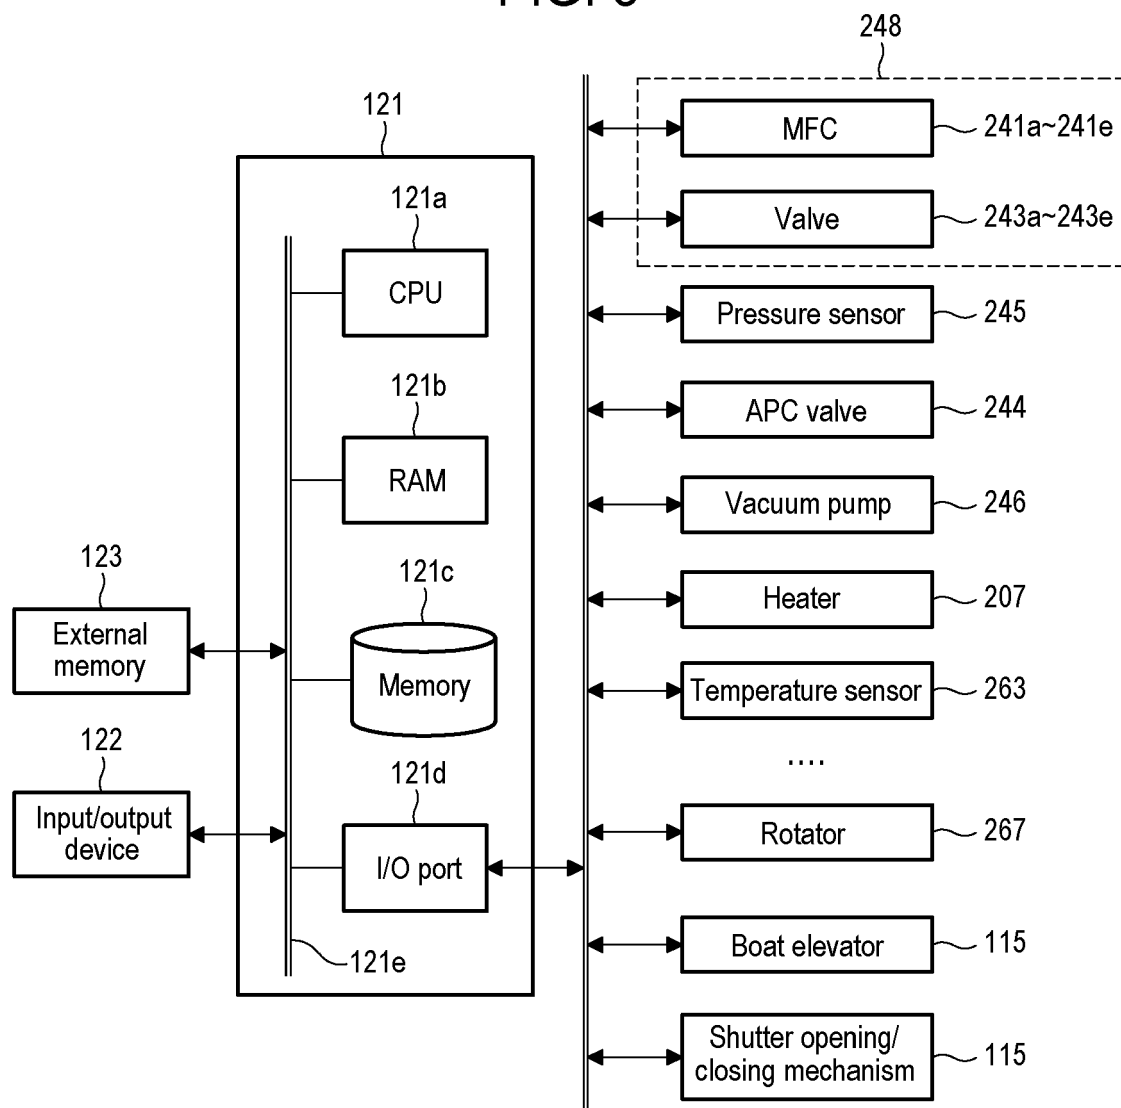 248
121
MFC
241a~241e
121a
Valve
243a~243e
CPU
Pressure sensor
245
121b
APC valve
244
RAM
Vacuum pump
246
123
121c
External
memory
Heater
207
Memory
Temperature sensor
263
122
121d
....
Input/output
device
I/O port
Rotator
267
121e
Boat elevator
115
Shutter opening/
closing mechanism
115